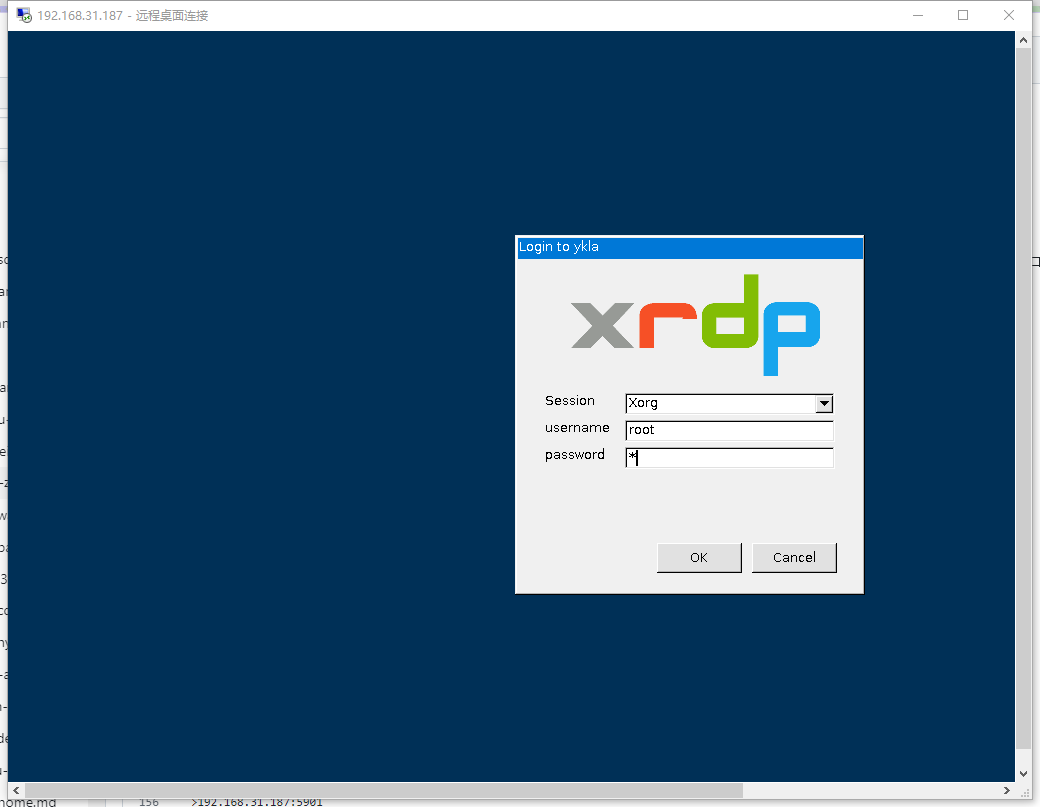 192.168.31.187 - 远程桌面连接
Login to ykla
xrdp
Session
Xorg
username
root
password
*
OK
Cancel
home.md
156
>192.168.31.187:5901